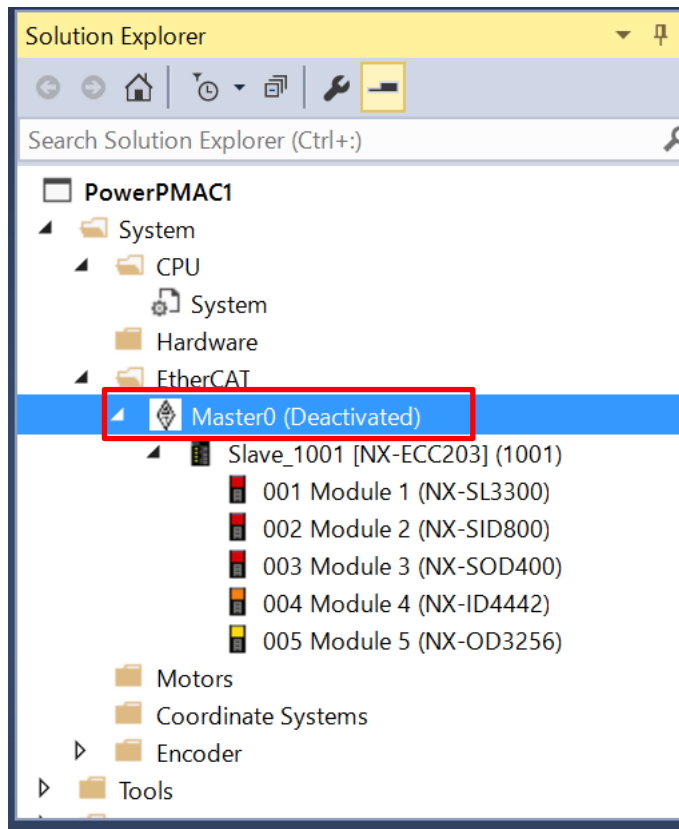 Solution Explorer
Search Solution Explorer (Ctrl+:)
PowerPMAC1
System
CPU
System
Hardware
EtherCAT
Master0 (Deactivated)
Slave_1001 [NX-ECC203] (1001)
001 Module 1 (NX-SL3300)
002 Module 2 (NX-SID800)
003 Module 3 (NX-SOD400)
004 Module 4 (NX-ID4442)
005 Module 5 (NX-OD3256)
Motors
Coordinate Systems
Encoder
Tools